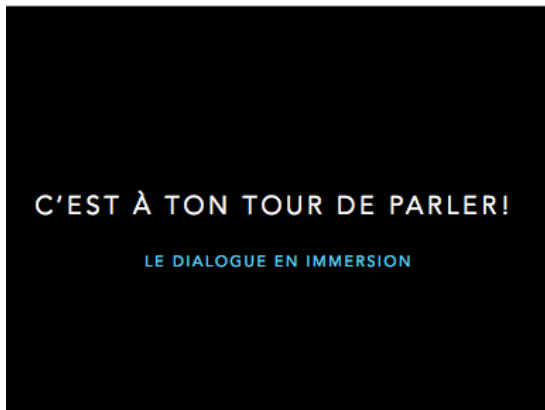 C'EST À TON TOUR DE PARLER!
LE DIALOGUE EN IMMERSION